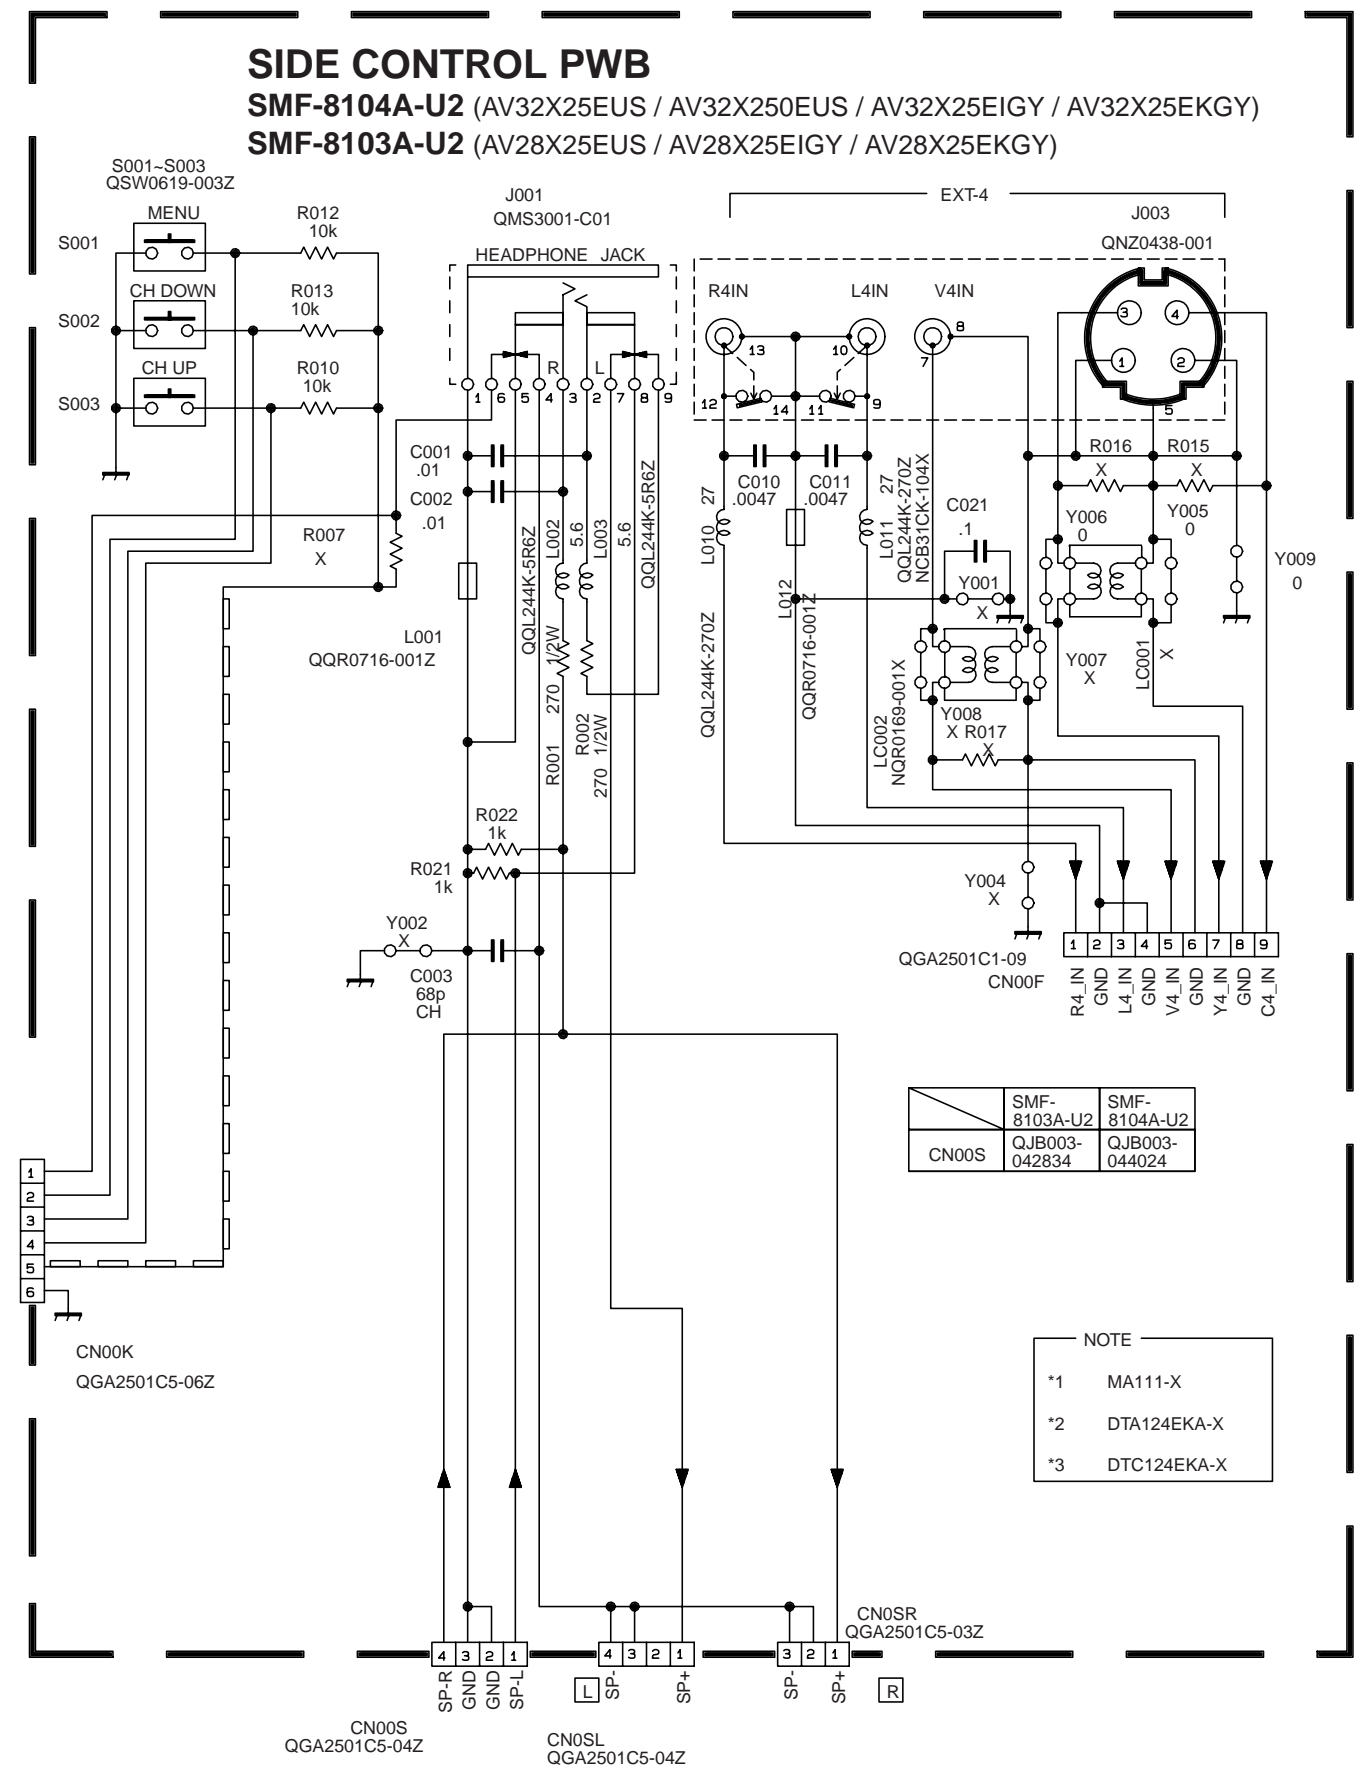 SIDE CONTROL PWB
SMF-8104A-U2 (AV32X25EUS / AV32X250EUS / AV32X25EIGY / AV32X25EKGY)
SMF-8103A-U2 (AV28X25EUS / AV28X25EIGY / AV28X25EKGY)
S001~S003
QSW0619-003Z
MENU
S001
R012
10k
CH DOWN
S002
R013
10k
CH UP
S003
R010
10k
J001
QMS3001-C01
HEADPHONE JACK
R L
1 6 5 4 3 2 7 8 9
EXT-4
J003
QNZ0438-001
R4IN
L4IN
V4IN
13
10
8
7
12
14
11
9
3
4
1
2
5
C001
.01
C002
.01
R007
X
L001
QQR0716-001Z
QQL244K-5R6Z
L002
5.6
L003
5.6
QQL244K-5R6Z
270 1/2W
R001
R002
270 1/2W
C010
.0047
C011
.0047
L010
27
QQL244K-270Z
L012
QQR0716-001Z
L011
27
QQL244K-270Z
NCB31CK-104X
C021
.1
Y001
X
R016
X
R015
X
Y006
0
Y005
0
Y009
0
Y007
X
LC001
X
LC002
NQR0169-001X
Y008
X
R017
X
R022
1k
R021
1k
Y002
X
C003
68p
CH
Y004
X
QGA2501C1-09
CN00F
1 2 3 4 5 6 7 8 9
R4_IN
GND
L4_IN
GND
V4_IN
GND
Y4_IN
GND
C4_IN
SMF-
8103A-U2
SMF-
8104A-U2
CN00S
QJB003-
042834
QJB003-
044024
1
2
3
4
5
6
CN00K
QGA2501C5-06Z
NOTE
*1 MA111-X
*2 DTA124EKA-X
*3 DTC124EKA-X
4 3 2 1
SP-R
GND
GND
SP-L
CN00S
QGA2501C5-04Z
4 3 2 1
L
SP-
SP+
CN0SL
QGA2501C5-04Z
CN0SR
QGA2501C5-03Z
3 2 1
SP-
SP+
R